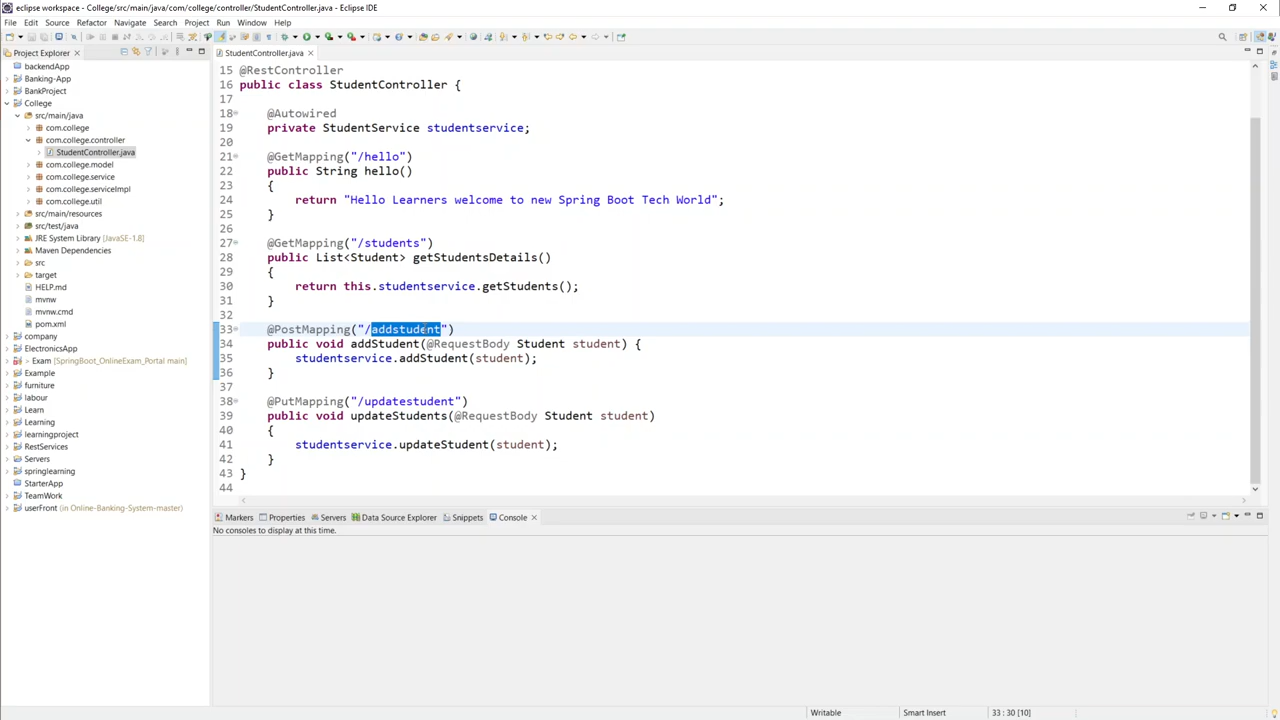 eclipse workspace - College/src/main/java/com/college/controller/StudentController.java - Eclipse IDE
File Edit Source Refactor Navigate Search Project Run Window Help
Project Explorer
StudentController.java
backendApp
Banking-App
BankProject
College
src/main/java
com.college
com.college.controller
StudentController.java
com.college.model
com.college.service
com.college.serviceImpl
com.college.util
src/main/resources
src/test/java
JRE System Library [JavaSE-1.8]
Maven Dependencies
src
target
HELP.md
mvnw
mvnw.cmd
pom.xml
company
ElectronicsApp
> Exam [SpringBoot_OnlineExam_Portal main]
Example
furniture
labour
Learn
Learning
learningproject
RestServices
Servers
springlearning
StarterApp
TeamWork
userFront (in Online-Banking-System-master)
15 @RestController
16 public class StudentController {
17
18 @Autowired
19 private StudentService studentservice;
20
21 @GetMapping("/hello")
22 public String hello()
23 {
24 return "Hello Learners welcome to new Spring Boot Tech World";
25 }
26
27 @GetMapping("/students")
28 public List<Student> getStudentsDetails()
29 {
30 return this.studentservice.getStudents();
31 }
32
33 @PostMapping("/addstudent")
34 public void addStudent(@RequestBody Student student) {
35 studentservice.addStudent(student);
36 }
37
38 @PutMapping("/updatestudent")
39 public void updateStudents(@RequestBody Student student)
40 {
41 studentservice.updateStudent(student);
42 }
43 }
44
Markers Properties Servers Data Source Explorer Snippets Console
No consoles to display at this time.
Writable Smart Insert 33 : 30 [10]